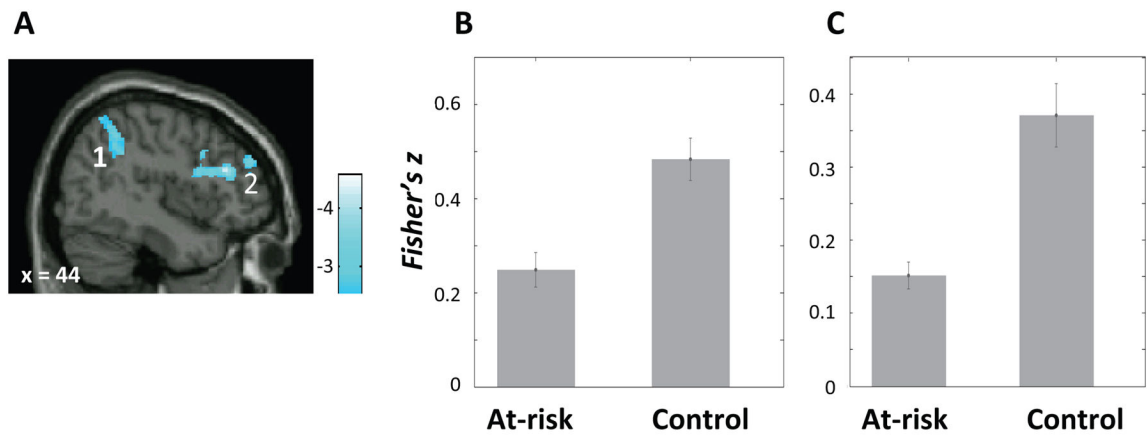 A
1
2
x = 44
-4
-3
B
Fisher's z
0.6
0.4
0.2
0
At-risk
Control
C
0.4
0.3
0.2
0.1
0
At-risk
Control